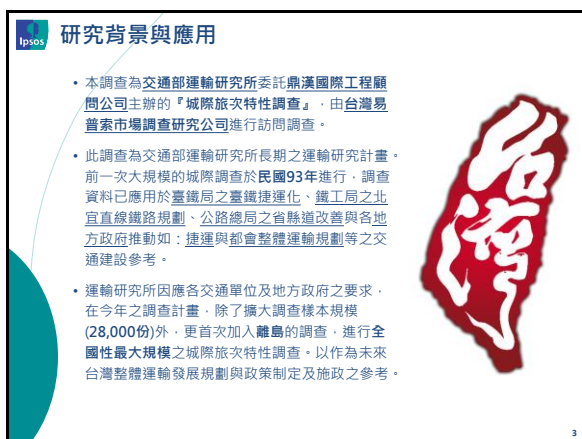 Ipsos
研究背景與應用
• 本調查為交通部運輸研究所委託鼎漢國際工程顧
問公司主辦的『城際旅次特性調查』，由台灣易
普索市場調查研究公司進行訪問調查。
• 此調查為交通部運輸研究所長期之運輸研究計畫。
前一次大規模的城際調查於民國93年進行，調查
資料已應用於臺鐵局之臺鐵捷運化、鐵工局之北
宜直線鐵路規劃、公路總局之省縣道改善與各地
方政府推動如：捷運與都會整體運輸規劃等之交
通建設參考。
• 運輸研究所因應各交通單位及地方政府之要求，
在今年之調查計畫，除了擴大調查樣本規模
(28,000份)外，更首次加入離島的調查，進行全
國性最大規模之城際旅次特性調查。以作為未來
台灣整體運輸發展規劃與政策制定及施政之參考。
台灣
3